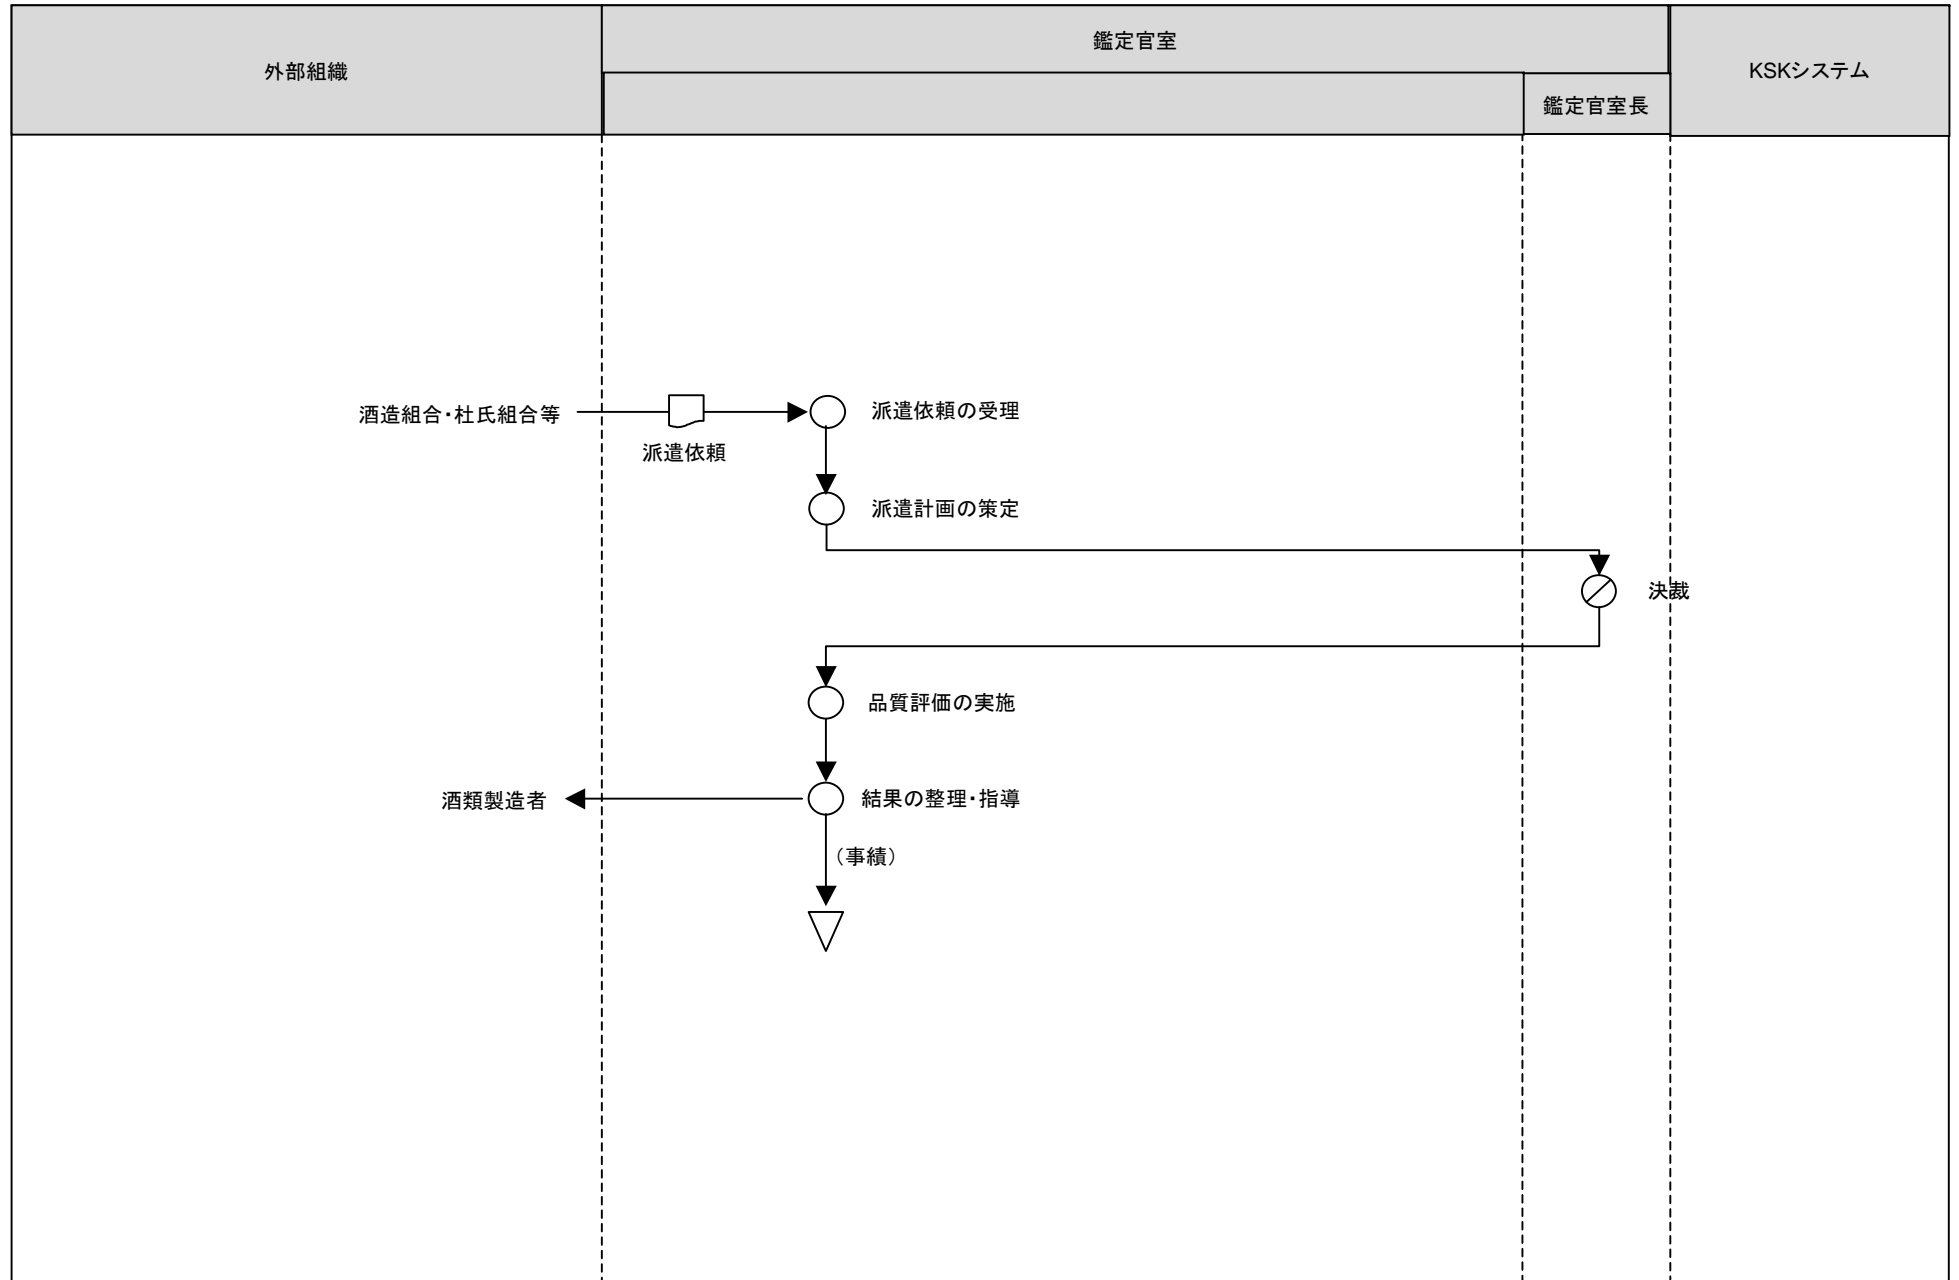 外部組織
鑑定官室
鑑定官室長
KSKシステム
酒造組合・杜氏組合等
派遣依頼
派遣依頼の受理
派遣計画の策定
決裁
品質評価の実施
酒類製造者
結果の整理・指導
（事績）